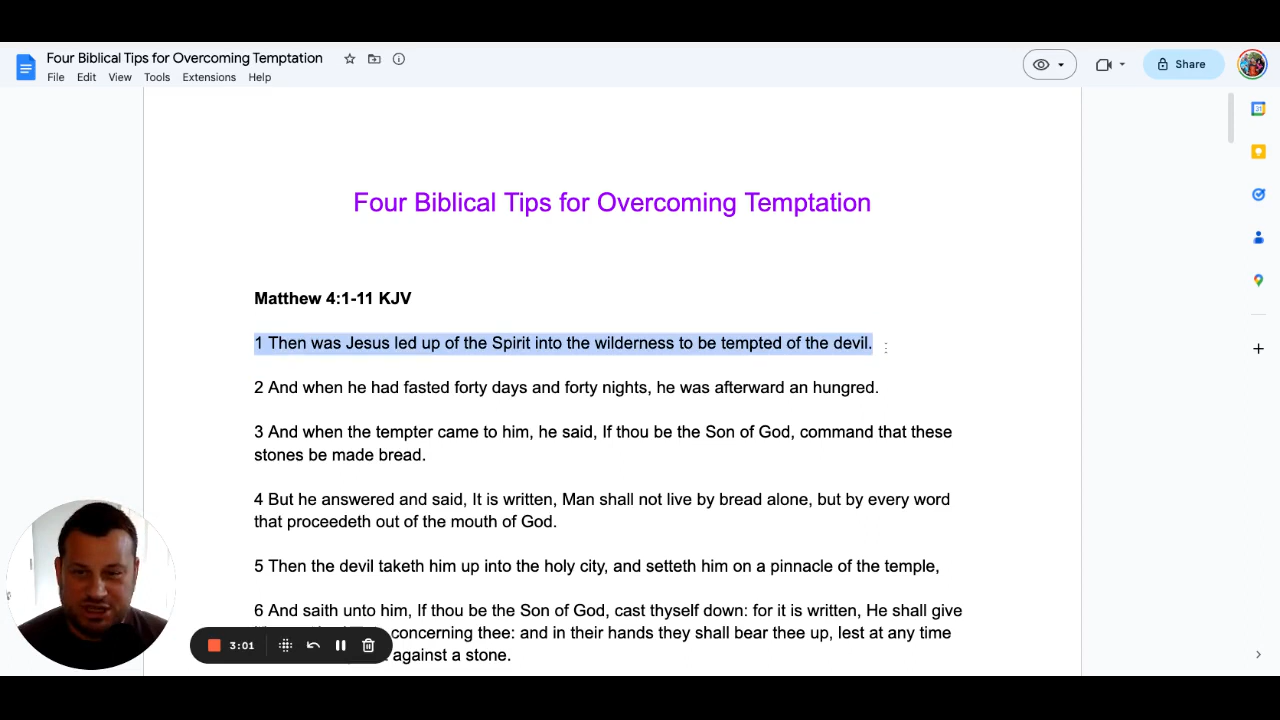 Four Biblical Tips for Overcoming Temptation
File Edit View Tools Extensions Help
Share
Four Biblical Tips for Overcoming Temptation
Matthew 4:1-11 KJV
1 Then was Jesus led up of the Spirit into the wilderness to be tempted of the devil.
2 And when he had fasted forty days and forty nights, he was afterward an hungred.
3 And when the tempter came to him, he said, If thou be the Son of God, command that these
stones be made bread.
4 But he answered and said, It is written, Man shall not live by bread alone, but by every word
that proceedeth out of the mouth of God.
5 Then the devil taketh him up into the holy city, and setteth him on a pinnacle of the temple,
6 And saith unto him, If thou be the Son of God, cast thyself down: for it is written, He shall give
concerning thee: and in their hands they shall bear thee up, lest at any time
against a stone.
3:01